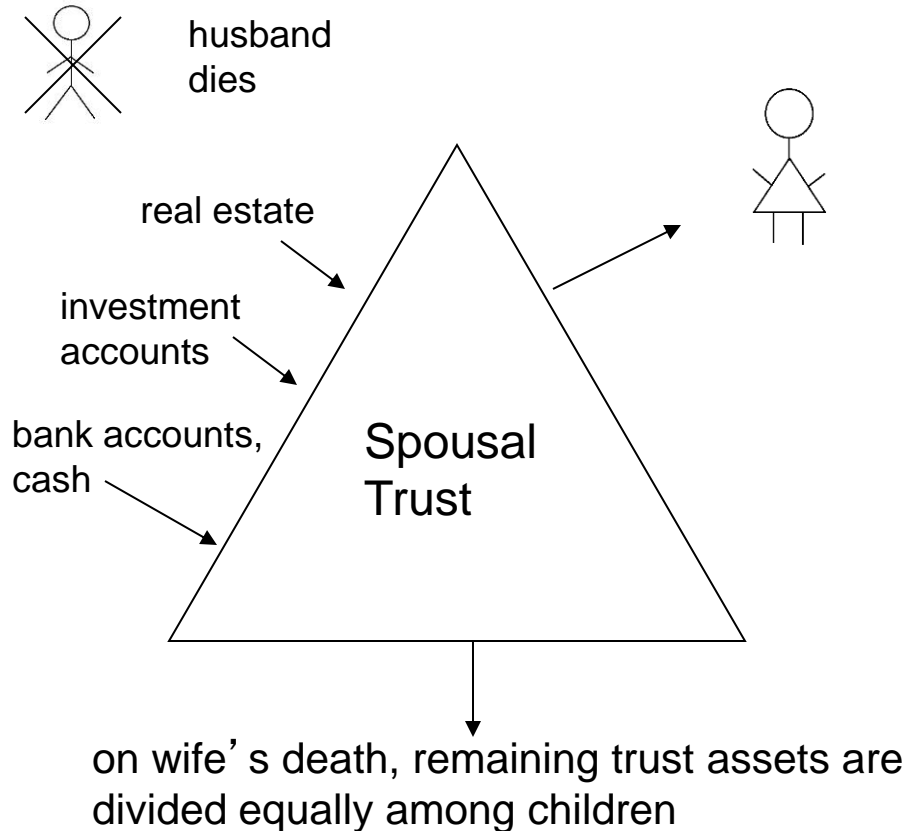 husband
dies
real estate
investment
accounts
bank accounts,
cash
Spousal
Trust
on wife’s death, remaining trust assets are
divided equally among children